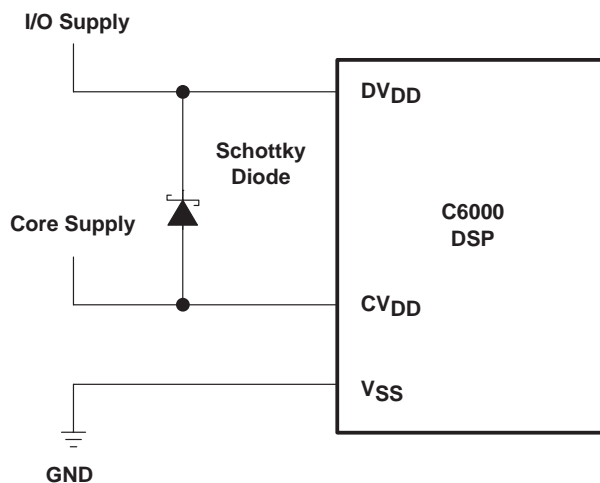 I/O Supply
DVDD
Schottky
Diode
C6000
DSP
Core Supply
CVDD
VSS
GND